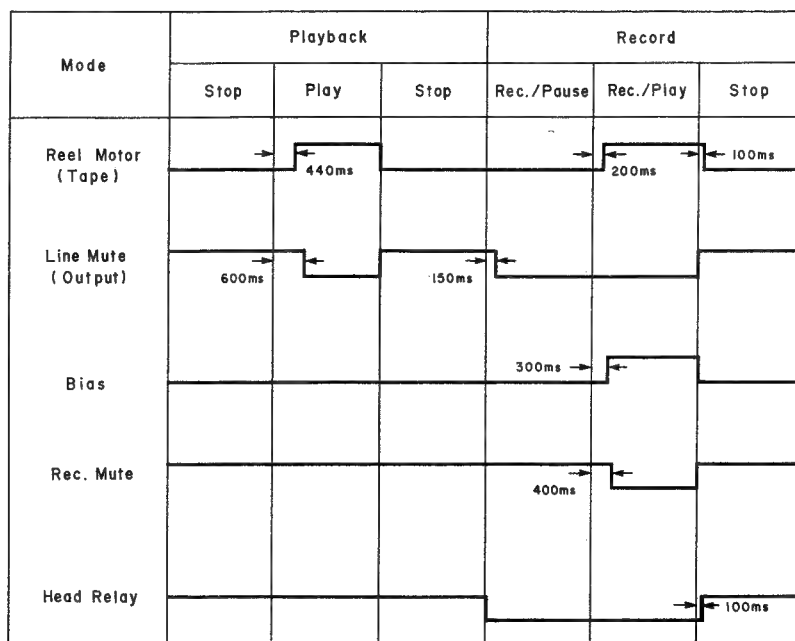 Mode
Playback
Record
Stop
Play
Stop
Rec./Pause
Rec./Play
Stop
Reel Motor
(Tape)
440ms
200ms
100ms
Line Mute
(Output)
600ms
150ms
Bias
300ms
Rec. Mute
400ms
Head Relay
100ms